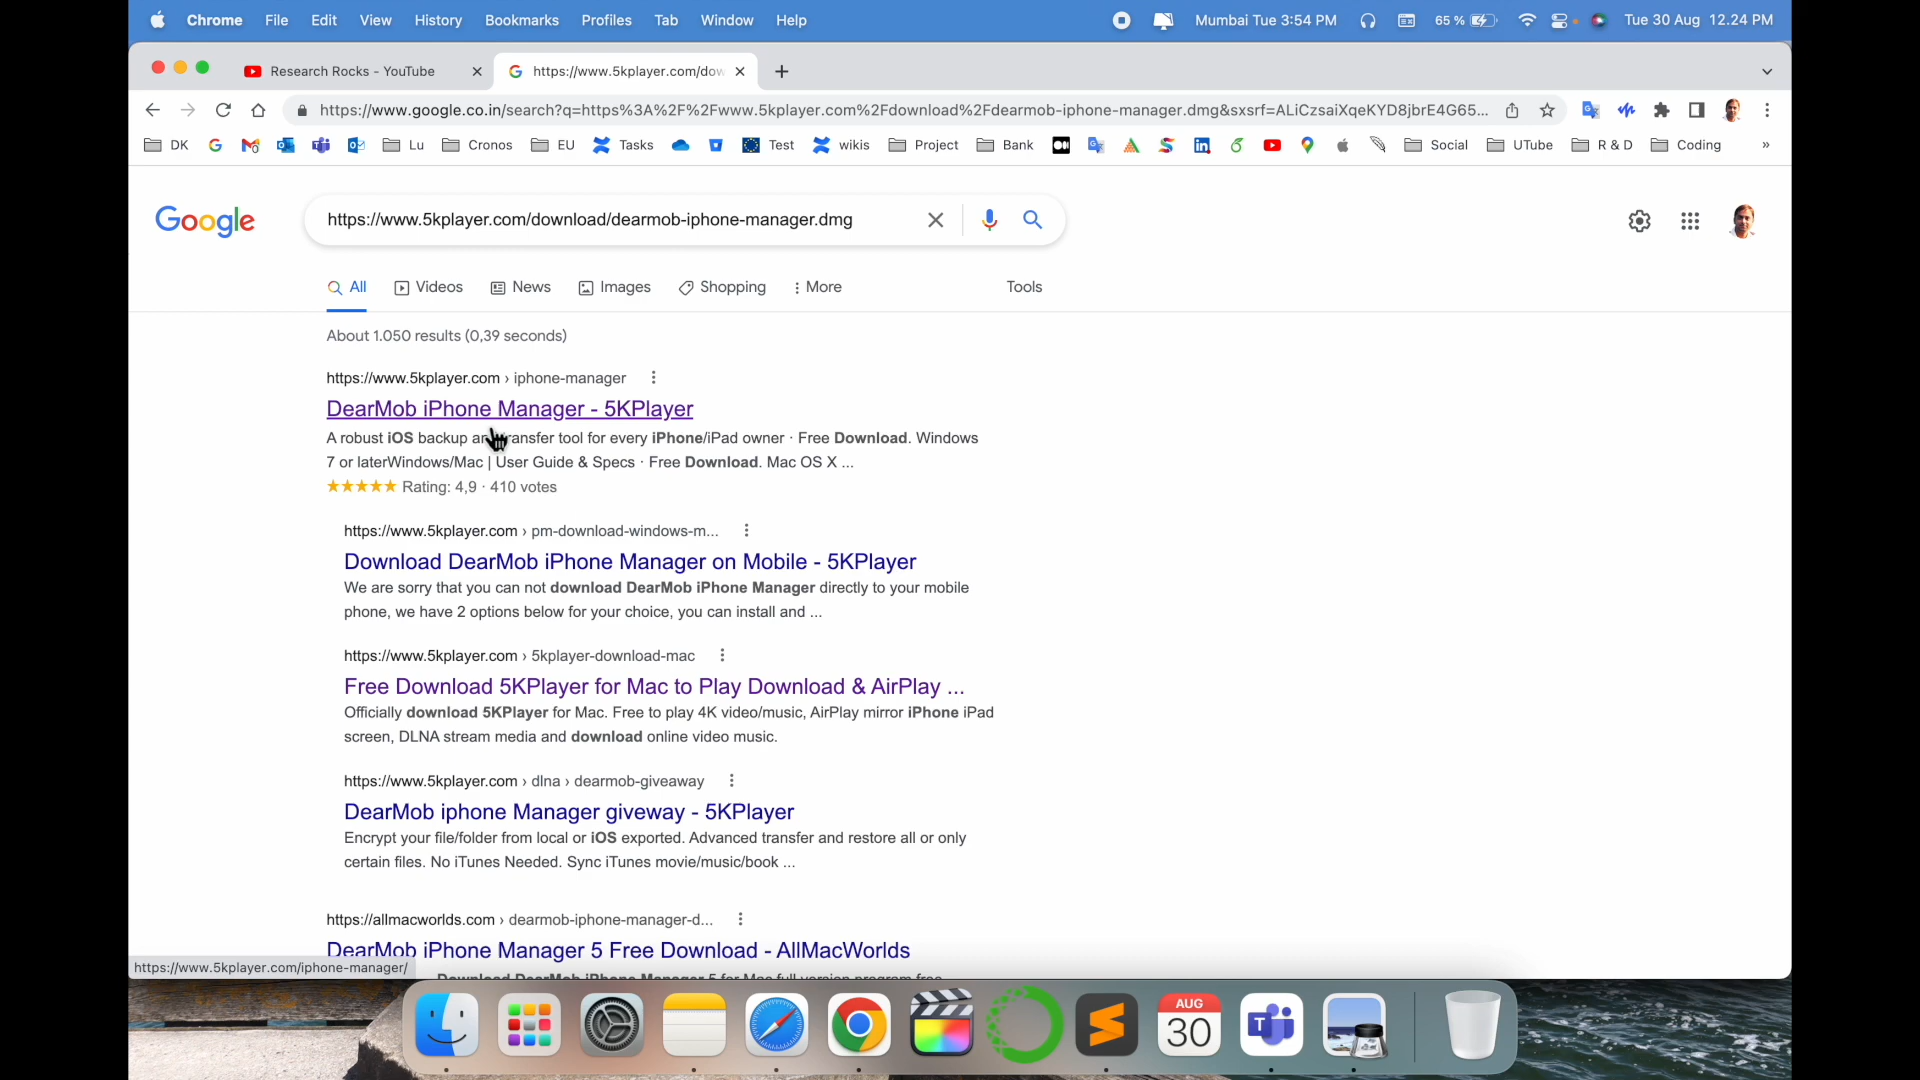 Chrome File Edit View History Bookmarks Profiles Tab Window Help Mumbai Tue 3:54 PM 65 % Tue 30 Aug 12.24 PM
Research Rocks - YouTube https://www.5kplayer.com/dow
https://www.google.co.in/search?q=https%3A%2F%2Fwww.5kplayer.com%2Fdownload%2Fdearmob-iphone-manager.dmg&sxsrf=ALiCzsaiXqeKYD8jbrE4G65...
DK Lu Cronos EU Tasks Test wikis Project Bank Social UTube R & D Coding »
Google https://www.5kplayer.com/download/dearmob-iphone-manager.dmg
All Videos News Images Shopping More Tools
About 1.050 results (0,39 seconds)
https://www.5kplayer.com › iphone-manager
DearMob iPhone Manager - 5KPlayer
A robust iOS backup transfer tool for every iPhone/iPad owner · Free Download. Windows
7 or laterWindows/Mac | User Guide & Specs · Free Download. Mac OS X ...
Rating: 4,9 · 410 votes
https://www.5kplayer.com › pm-download-windows-m...
Download DearMob iPhone Manager on Mobile - 5KPlayer
We are sorry that you can not download DearMob iPhone Manager directly to your mobile
phone, we have 2 options below for your choice, you can install and ...
https://www.5kplayer.com › 5kplayer-download-mac
Free Download 5KPlayer for Mac to Play Download & AirPlay ...
Officially download 5KPlayer for Mac. Free to play 4K video/music, AirPlay mirror iPhone iPad
screen, DLNA stream media and download online video music.
https://www.5kplayer.com › dlna › dearmob-giveaway
DearMob iphone Manager giveway - 5KPlayer
Encrypt your file/folder from local or iOS exported. Advanced transfer and restore all or only
certain files. No iTunes Needed. Sync iTunes movie/music/book ...
https://allmacworlds.com › dearmob-iphone-manager-d...
DearMob iPhone Manager 5 Free Download - AllMacWorlds
https://www.5kplayer.com/iphone-manager/
Download DearMob iPhone Manager 5 for Mac full version program free
AUG
30